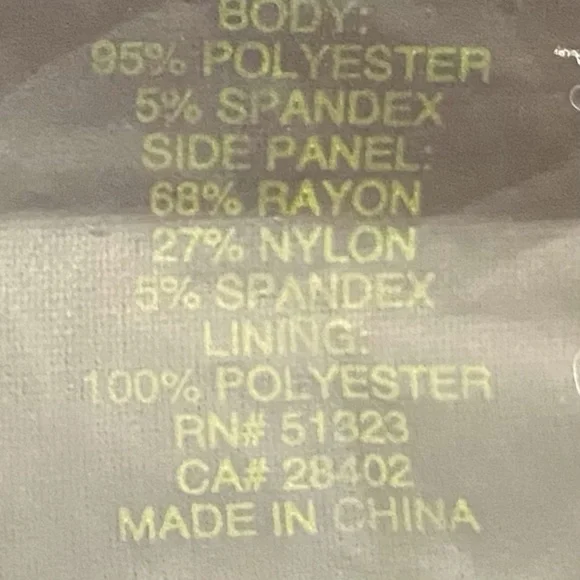 BODY:
95% POLYESTER
5% SPANDEX
SIDE PANEL:
68% RAYON
27% NYLON
5% SPANDEX
LINING:
100% POLYESTER
RN# 51323
CA# 28402
MADE IN CHINA